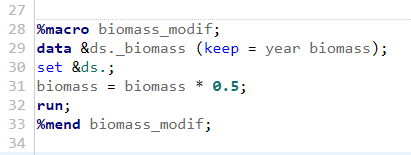 27
28 %macro biomass_modif;
29 data &ds._biomass (keep = year biomass);
30 set &ds.;
31 biomass = biomass * 0.5;
32 run;
33 %mend biomass_modif;
34